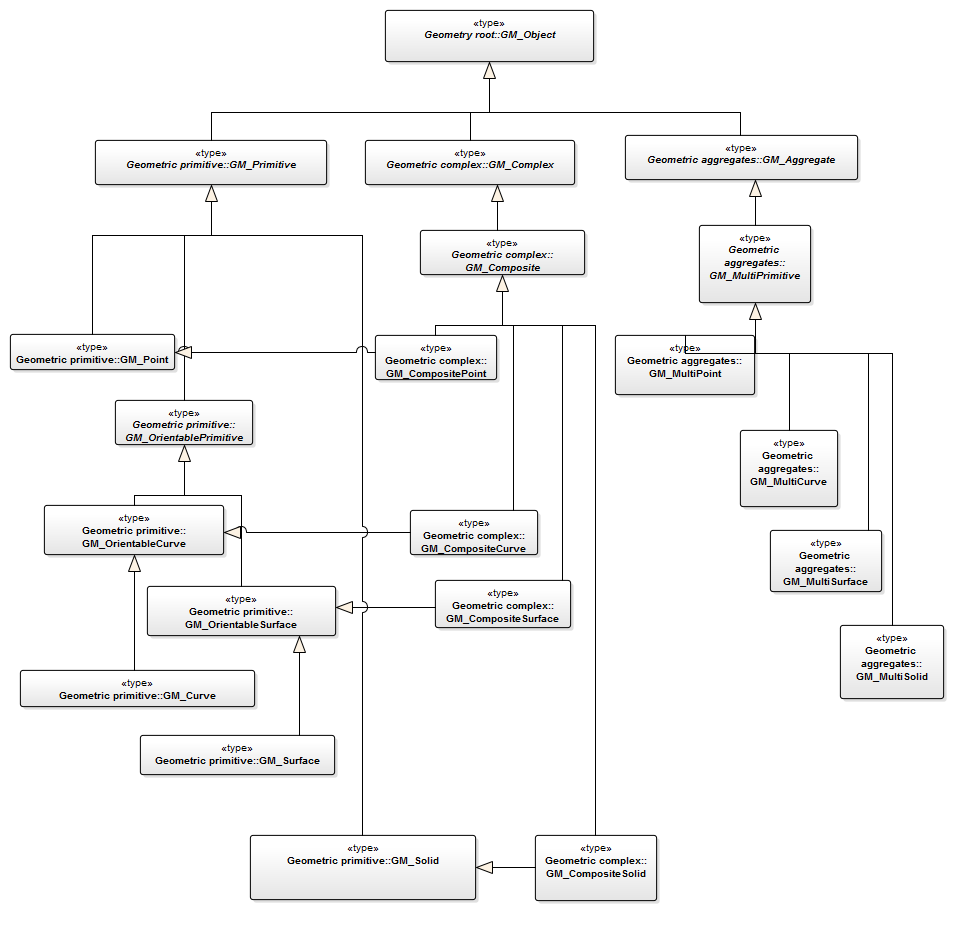 «type»
Geometry root::GM_Object
«type»
Geometric primitive::GM_Primitive
«type»
Geometric complex::GM_Complex
«type»
Geometric aggregates::GM_Aggregate
«type»
Geometric complex::
GM_Composite
«type»
Geometric
aggregates::
GM_MultiPrimitive
«type»
Geometric primitive::GM_Point
«type»
Geometric complex::
GM_CompositePoint
«type»
Geometric aggregates::
GM_MultiPoint
«type»
Geometric primitive::
GM_OrientablePrimitive
«type»
Geometric
aggregates::
GM_MultiCurve
«type»
Geometric primitive::
GM_OrientableCurve
«type»
Geometric complex::
GM_CompositeCurve
«type»
Geometric
aggregates::
GM_MultiSurface
«type»
Geometric primitive::
GM_OrientableSurface
«type»
Geometric complex::
GM_CompositeSurface
«type»
Geometric
aggregates::
GM_MultiSolid
«type»
Geometric primitive::GM_Curve
«type»
Geometric primitive::GM_Surface
«type»
Geometric primitive::GM_Solid
«type»
Geometric complex::
GM_CompositeSolid